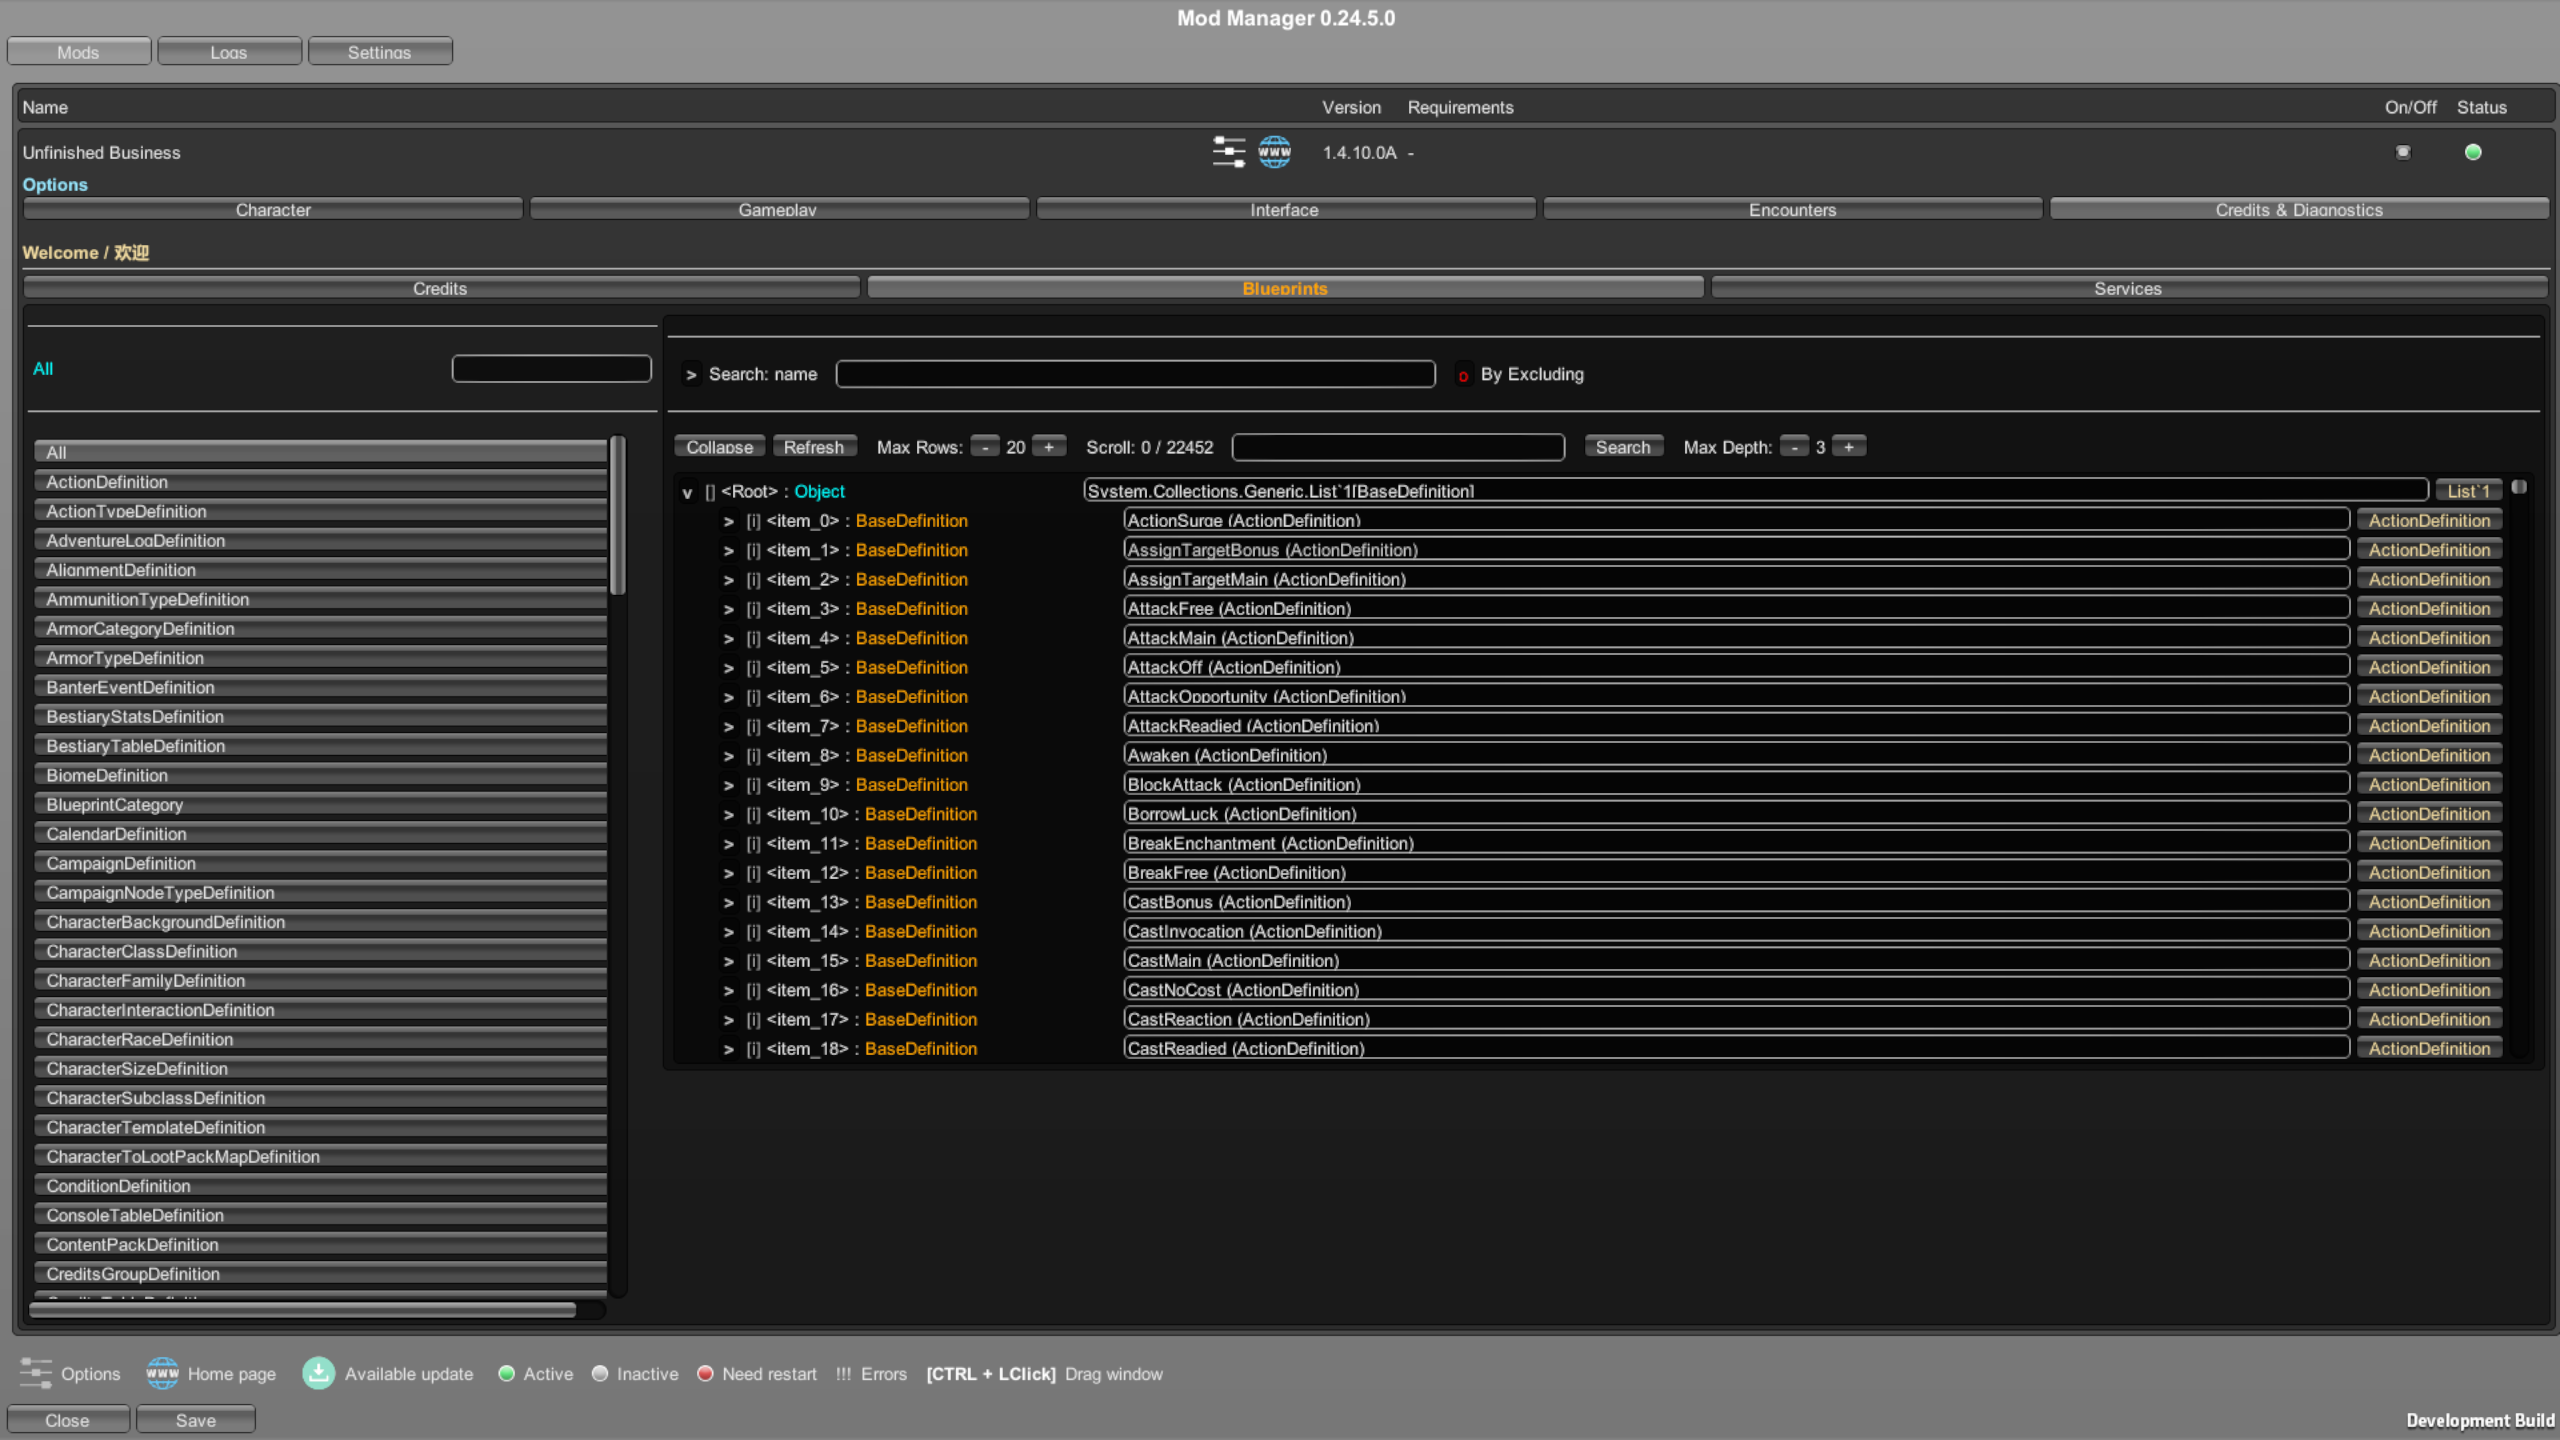 Mod Manager 0.24.5.0
Mods Logs Settings
Name Version Requirements On/Off Status
Unfinished Business 1.4.10.0A -
Options
Character Gameplay Interface Encounters Credits & Diagnostics
Welcome / 欢迎
Credits Blueprints Services
All
> Search: name o By Excluding
Collapse Refresh Max Rows: - 20 + Scroll: 0 / 22452 Search Max Depth: - 3 +
All
ActionDefinition
ActionTypeDefinition
AdventureLogDefinition
AlignmentDefinition
AmmunitionTypeDefinition
ArmorCategoryDefinition
ArmorTypeDefinition
BanterEventDefinition
BestiaryStatsDefinition
BestiaryTableDefinition
BiomeDefinition
BlueprintCategory
CalendarDefinition
CampaignDefinition
CampaignNodeTypeDefinition
CharacterBackgroundDefinition
CharacterClassDefinition
CharacterFamilyDefinition
CharacterInteractionDefinition
CharacterRaceDefinition
CharacterSizeDefinition
CharacterSubclassDefinition
CharacterTemplateDefinition
CharacterToLootPackMapDefinition
ConditionDefinition
ConsoleTableDefinition
ContentPackDefinition
CreditsGroupDefinition
v [] <Root> : Object System.Collections.Generic.List`1[BaseDefinition] List`1
> [i] <item_0> : BaseDefinition ActionSurge (ActionDefinition) ActionDefinition
> [i] <item_1> : BaseDefinition AssignTargetBonus (ActionDefinition) ActionDefinition
> [i] <item_2> : BaseDefinition AssignTargetMain (ActionDefinition) ActionDefinition
> [i] <item_3> : BaseDefinition AttackFree (ActionDefinition) ActionDefinition
> [i] <item_4> : BaseDefinition AttackMain (ActionDefinition) ActionDefinition
> [i] <item_5> : BaseDefinition AttackOff (ActionDefinition) ActionDefinition
> [i] <item_6> : BaseDefinition AttackOpportunity (ActionDefinition) ActionDefinition
> [i] <item_7> : BaseDefinition AttackReadied (ActionDefinition) ActionDefinition
> [i] <item_8> : BaseDefinition Awaken (ActionDefinition) ActionDefinition
> [i] <item_9> : BaseDefinition BlockAttack (ActionDefinition) ActionDefinition
> [i] <item_10> : BaseDefinition BorrowLuck (ActionDefinition) ActionDefinition
> [i] <item_11> : BaseDefinition BreakEnchantment (ActionDefinition) ActionDefinition
> [i] <item_12> : BaseDefinition BreakFree (ActionDefinition) ActionDefinition
> [i] <item_13> : BaseDefinition CastBonus (ActionDefinition) ActionDefinition
> [i] <item_14> : BaseDefinition CastInvocation (ActionDefinition) ActionDefinition
> [i] <item_15> : BaseDefinition CastMain (ActionDefinition) ActionDefinition
> [i] <item_16> : BaseDefinition CastNoCost (ActionDefinition) ActionDefinition
> [i] <item_17> : BaseDefinition CastReaction (ActionDefinition) ActionDefinition
> [i] <item_18> : BaseDefinition CastReadied (ActionDefinition) ActionDefinition
Options www Home page Available update Active Inactive Need restart !!! Errors [CTRL + LClick] Drag window
Close Save
Development Build